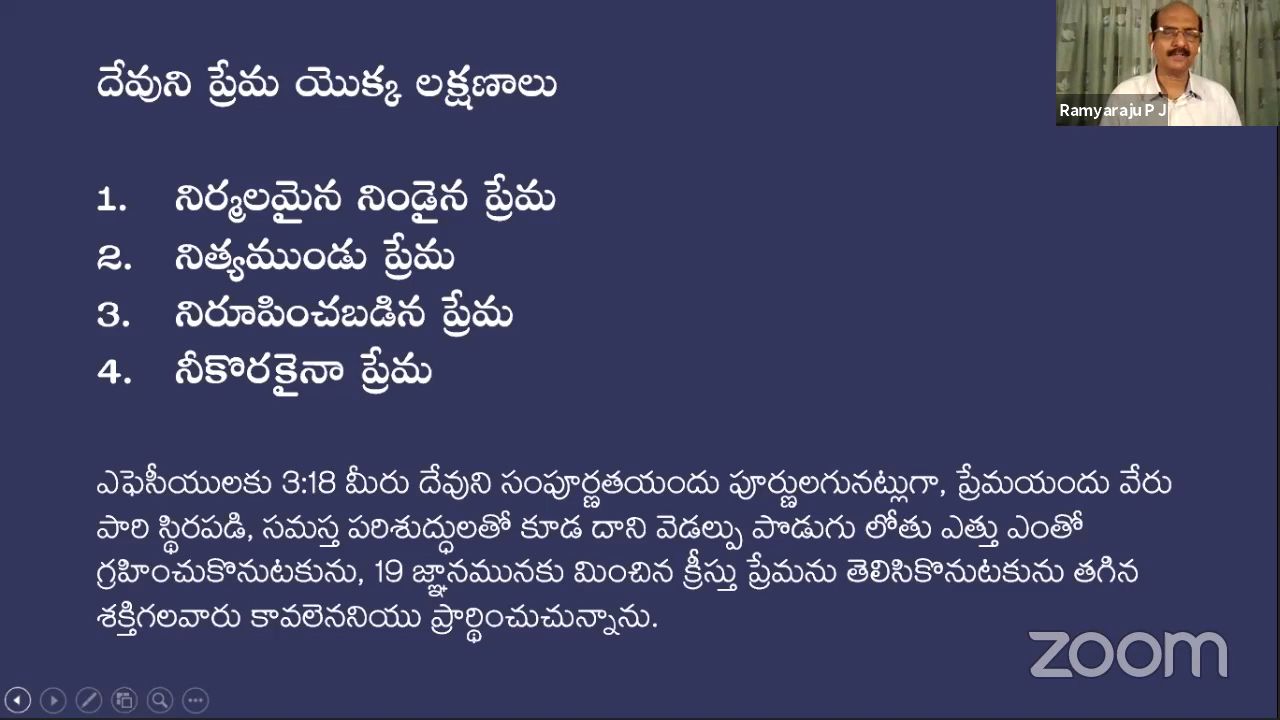 దేవుని ప్రేమ యొక్క లక్షణాలు
Ramyaraju P J
1. నిర్మలమైన నిండైన ప్రేమ
2. నిత్యముండు ప్రేమ
3. నిరూపించబడిన ప్రేమ
4. నీకొరకైనా ప్రేమ
ఎఫెసీయులకు 3:18 మీరు దేవుని సంపూర్ణతయందు పూర్ణులగునట్లుగా, ప్రేమయందు వేరు
పారి స్థిరపడి, సమస్త పరిశుద్ధులతో కూడ దాని వెడల్పు పొడుగు లోతు ఎత్తు ఎంతో
గ్రహించుకొనుటకును, 19 జ్ఞానమునకు మించిన క్రీస్తు ప్రేమను తెలిసికొనుటకును తగిన
శక్తిగలవారు కావలెననియు ప్రార్థించుచున్నాను.
zoom